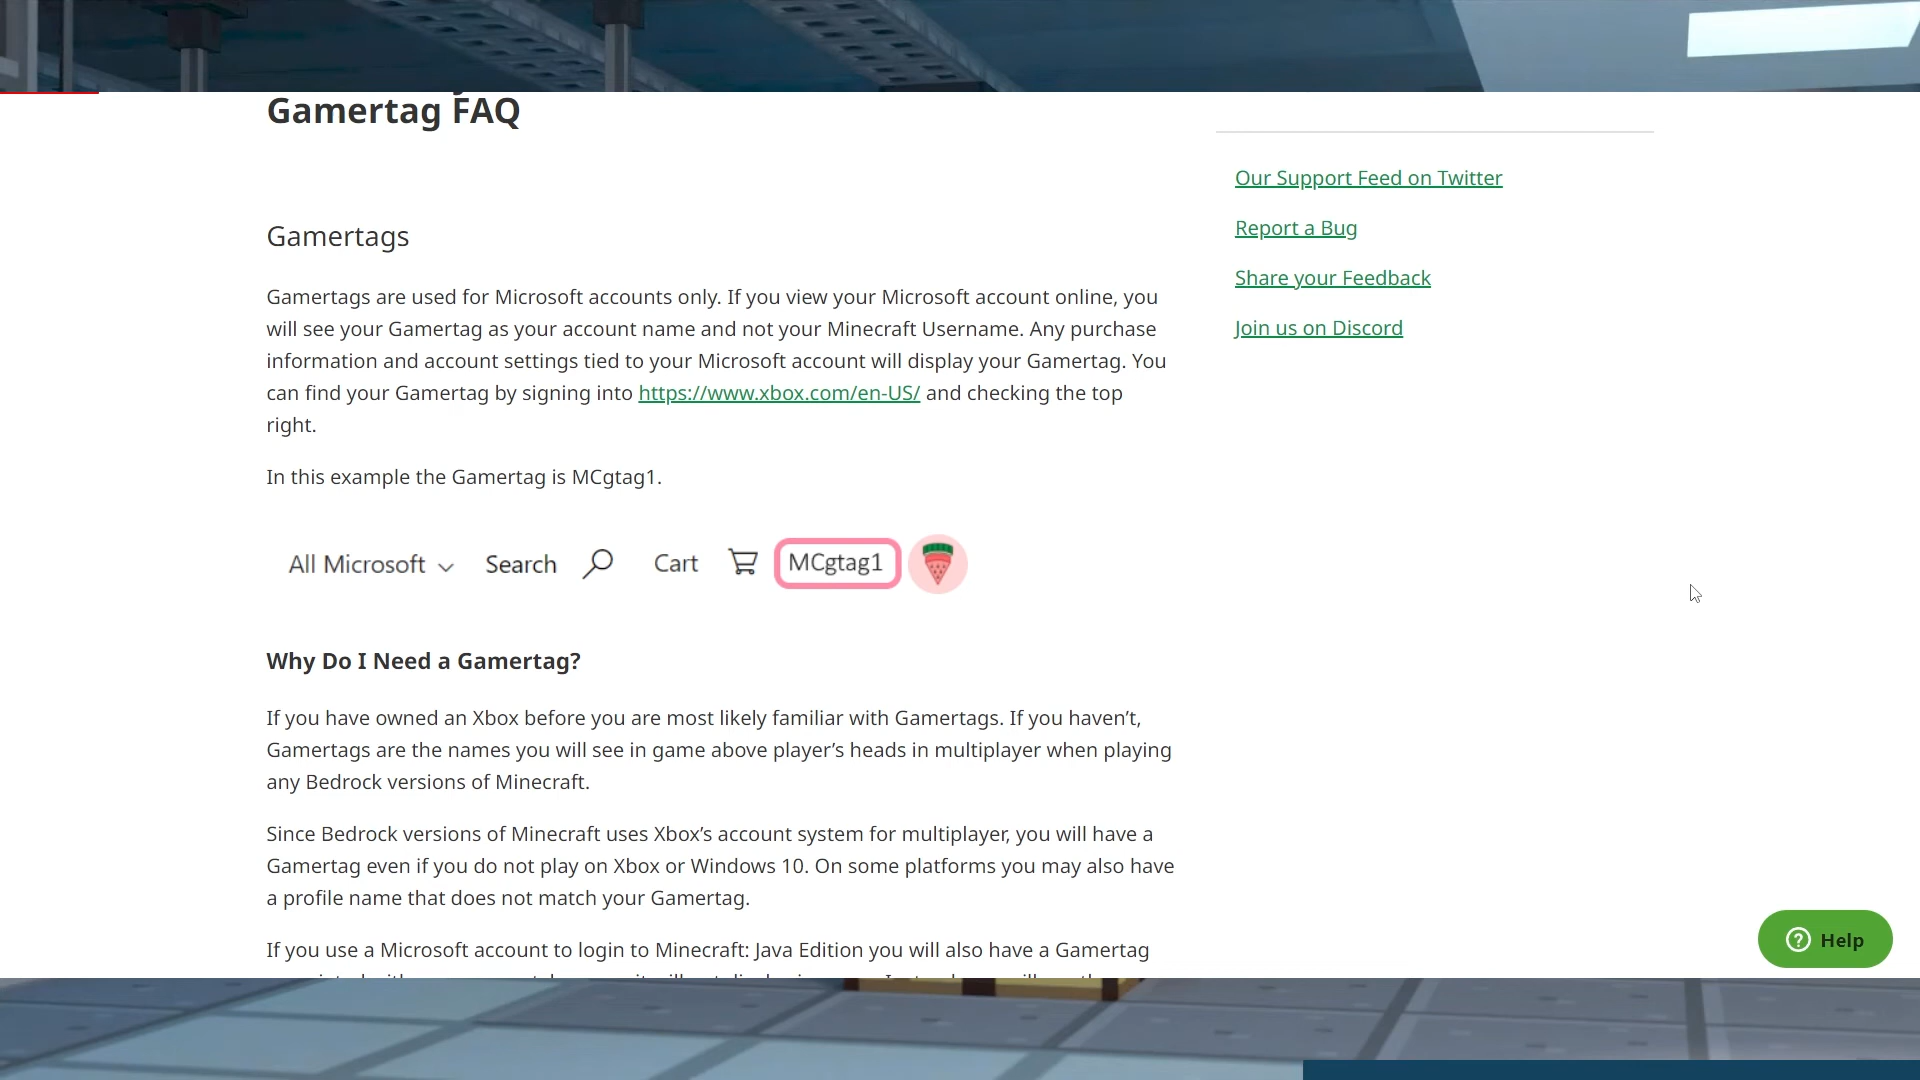 Gamertag FAQ
Gamertags
Gamertags are used for Microsoft accounts only. If you view your Microsoft account online, you
will see your Gamertag as your account name and not your Minecraft Username. Any purchase
information and account settings tied to your Microsoft account will display your Gamertag. You
can find your Gamertag by signing into https://www.xbox.com/en-US/ and checking the top
right.
In this example the Gamertag is MCgtag1.
All Microsoft Search Cart MCgtag1
Why Do I Need a Gamertag?
If you have owned an Xbox before you are most likely familiar with Gamertags. If you haven’t,
Gamertags are the names you will see in game above player’s heads in multiplayer when playing
any Bedrock versions of Minecraft.
Since Bedrock versions of Minecraft uses Xbox’s account system for multiplayer, you will have a
Gamertag even if you do not play on Xbox or Windows 10. On some platforms you may also have
a profile name that does not match your Gamertag.
If you use a Microsoft account to login to Minecraft: Java Edition you will also have a Gamertag
Our Support Feed on Twitter
Report a Bug
Share your Feedback
Join us on Discord
Help